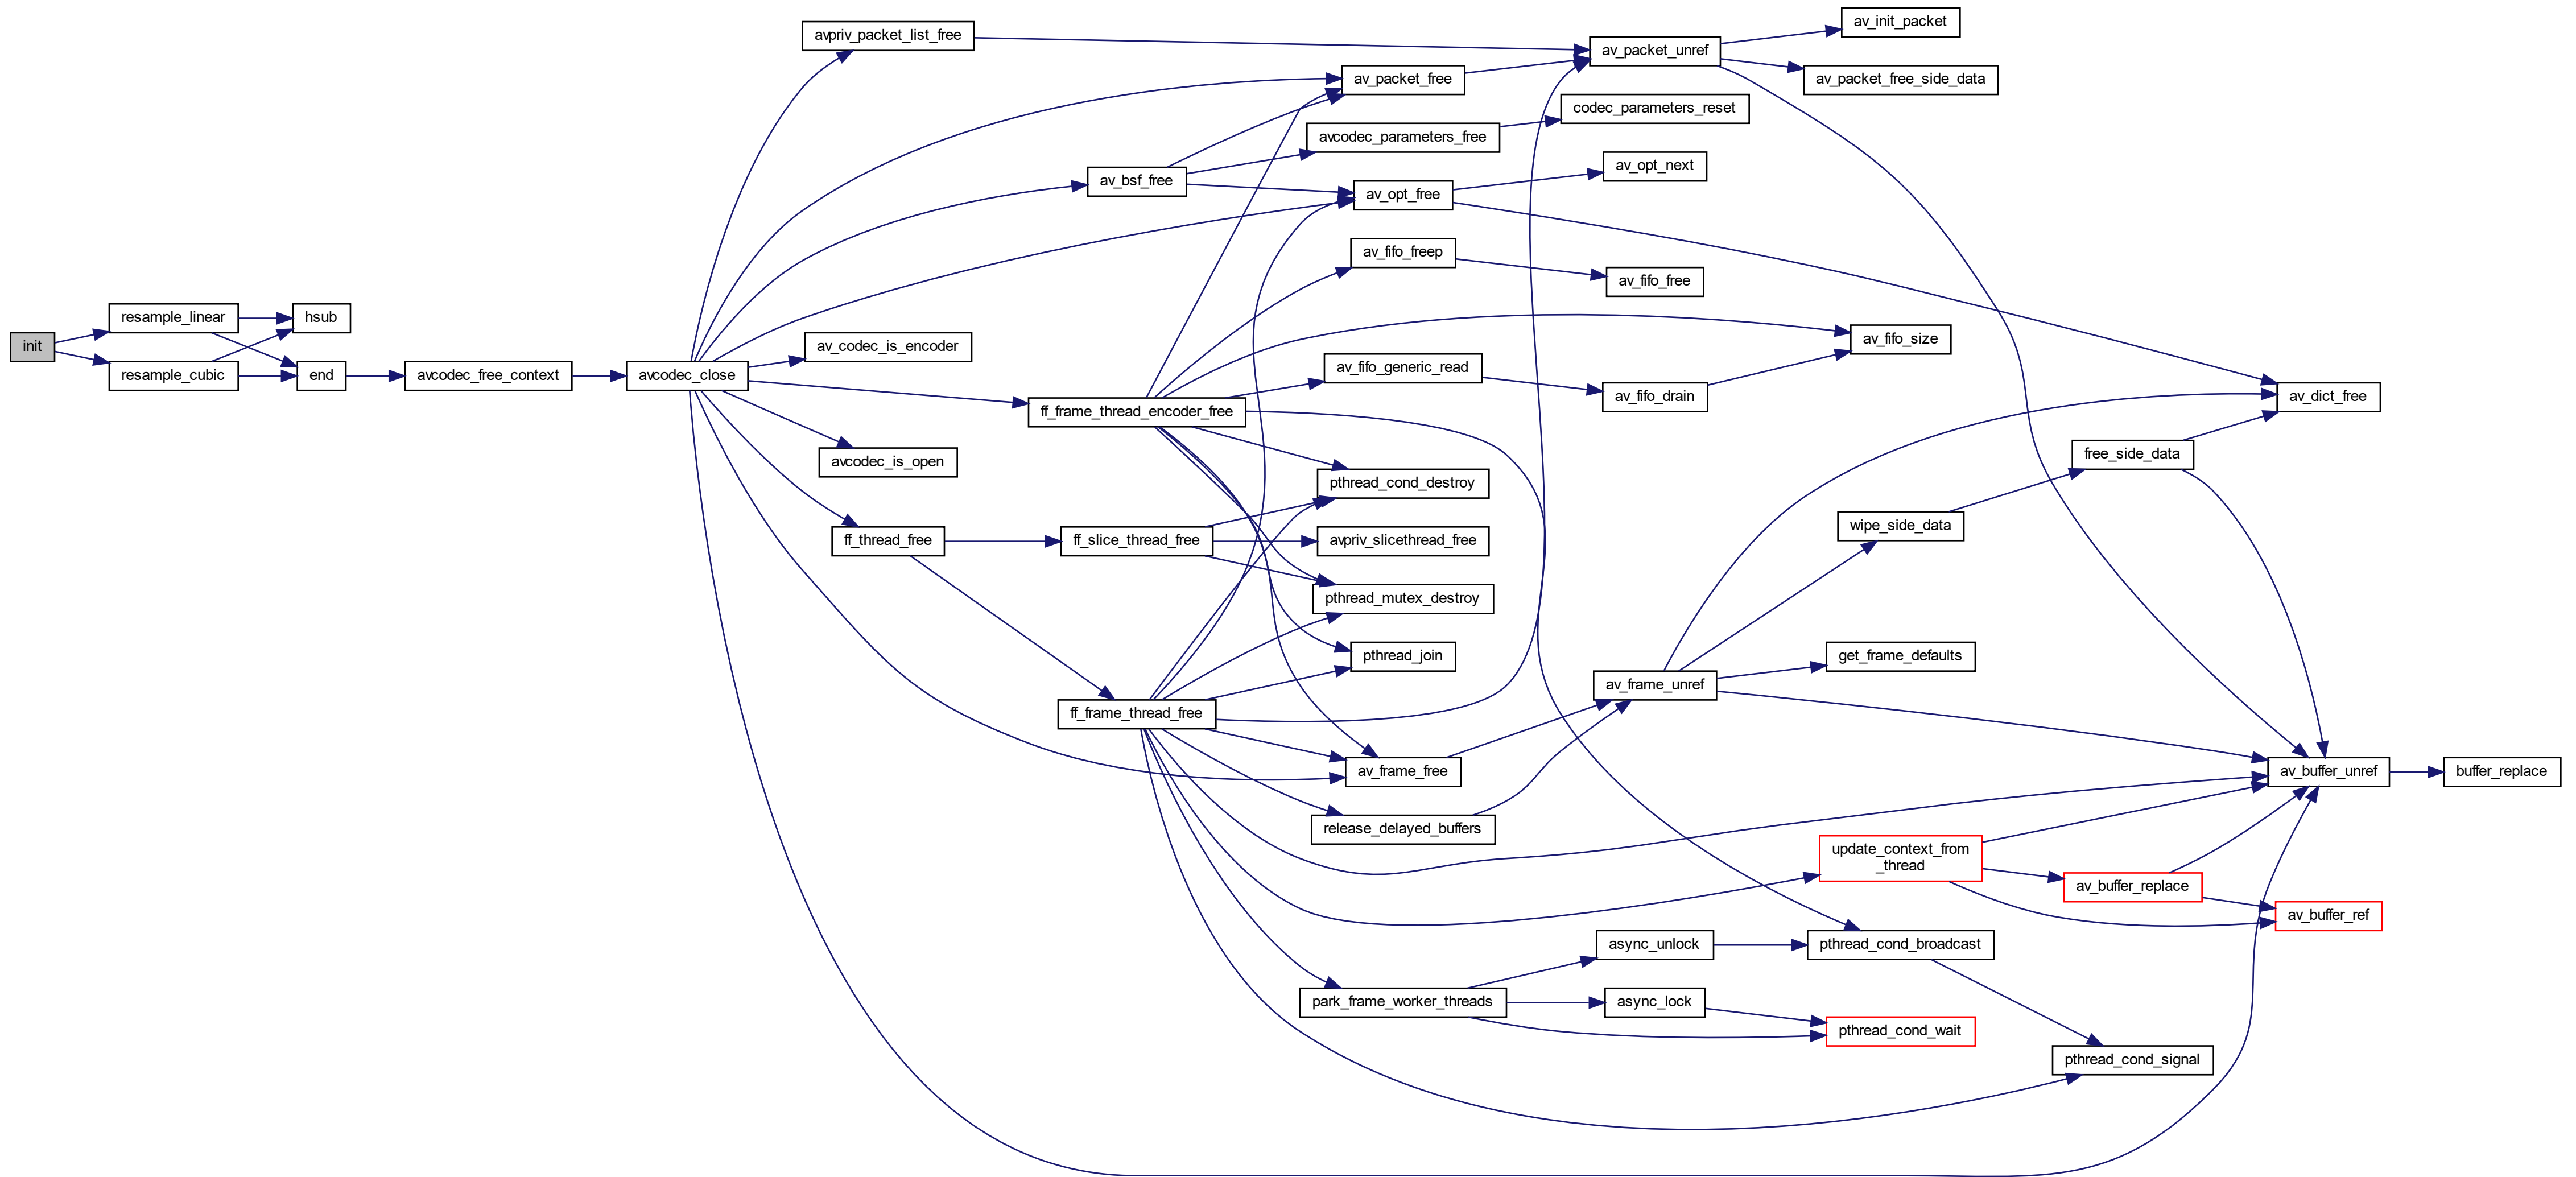 init
resample_linear
resample_cubic
hsub
end
avcodec_free_context
avcodec_close
avpriv_packet_list_free
av_codec_is_encoder
avcodec_is_open
ff_thread_free
av_bsf_free
ff_frame_thread_encoder_free
ff_slice_thread_free
ff_frame_thread_free
av_packet_free
avcodec_parameters_free
av_opt_free
av_fifo_freep
av_fifo_generic_read
pthread_cond_destroy
avpriv_slicethread_free
pthread_mutex_destroy
pthread_join
av_frame_free
release_delayed_buffers
park_frame_worker_threads
av_packet_unref
codec_parameters_reset
av_opt_next
av_fifo_free
av_fifo_drain
av_frame_unref
async_unlock
async_lock
av_init_packet
av_packet_free_side_data
av_fifo_size
wipe_side_data
get_frame_defaults
update_context_from
_thread
pthread_cond_broadcast
pthread_cond_wait
free_side_data
av_buffer_replace
pthread_cond_signal
av_dict_free
av_buffer_unref
av_buffer_ref
buffer_replace